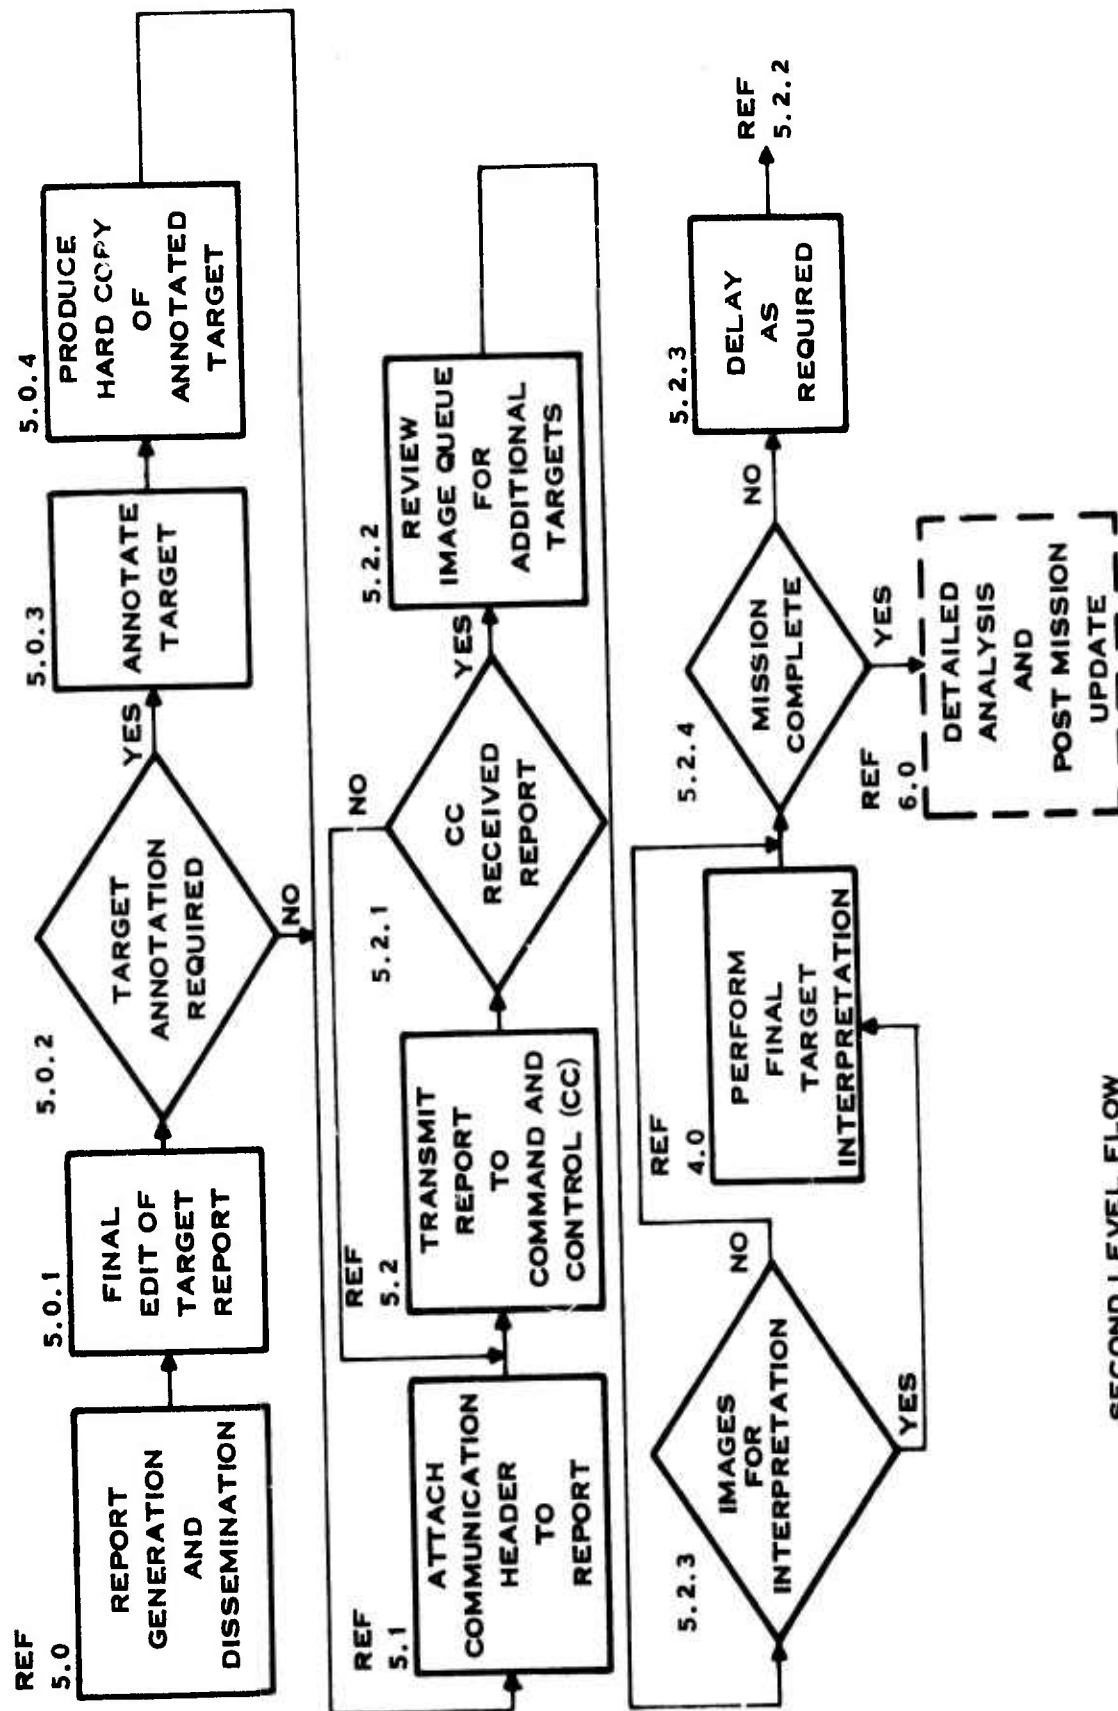 REF
5.0
REPORT
GENERATION
AND
DISSEMINATION
5.0.1
FINAL
EDIT OF
TARGET
REPORT
5.0.2
TARGET
ANNOTATION
REQUIRED
YES
NO
5.0.3
ANNOTATE
TARGET
5.0.4
PRODUCE
HARD COPY
OF
ANNOTATED
TARGET
REF
5.1
ATTACH
COMMUNICATION
HEADER
TO
REPORT
REF
5.2
TRANSMIT
REPORT
TO
COMMAND AND
CONTROL (CC)
5.2.1
CC
RECEIVED
REPORT
NO
YES
5.2.2
REVIEW
IMAGE QUEUE
FOR
ADDITIONAL
TARGETS
5.2.3
IMAGES
FOR
INTERPRETATION
NO
YES
REF
4.0
PERFORM
FINAL
TARGET
INTERPRETATION
5.2.4
MISSION
COMPLETE
NO
YES
5.2.3
DELAY
AS
REQUIRED
REF
5.2.2
REF
6.0
DETAILED
ANALYSIS
AND
POST MISSION
UPDATE
SECOND LEVEL FLOW